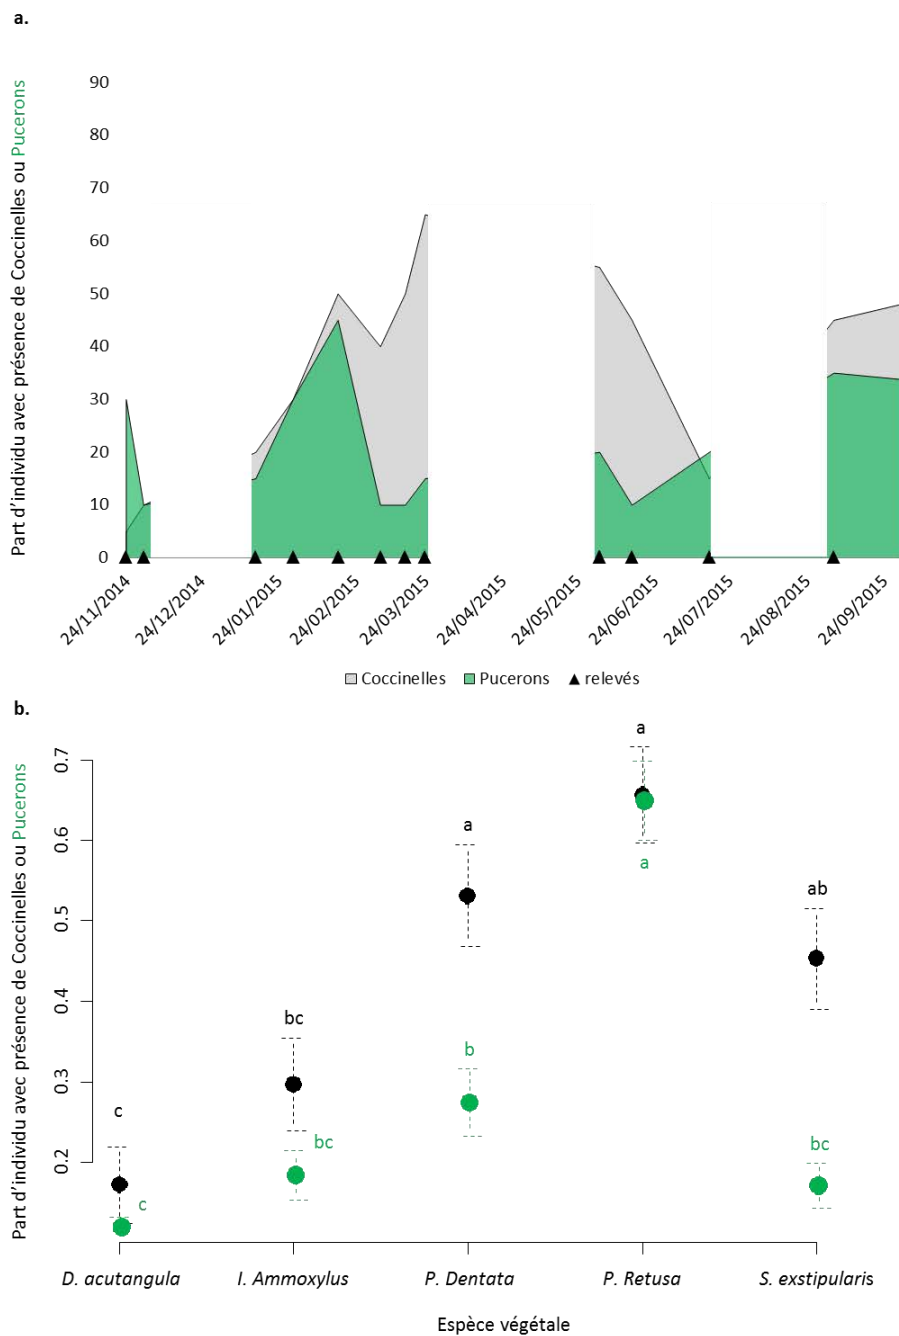 a.
Part d’individu avec présence de Coccinelles ou Pucerons
90
80
70
60
50
40
30
20
10
0
24/11/2014
24/12/2014
24/01/2015
24/02/2015
24/03/2015
24/04/2015
24/05/2015
24/06/2015
24/07/2015
24/08/2015
24/09/2015
Coccinelles Pucerons relevés
b.
Part d’individu avec présence de Coccinelles ou Pucerons
0.7
0.6
0.5
0.4
0.3
0.2
c
c
bc
bc
a
b
a
a
ab
bc
D. acutangula I. Ammoxylus P. Dentata P. Retusa S. exstipularis
Espèce végétale